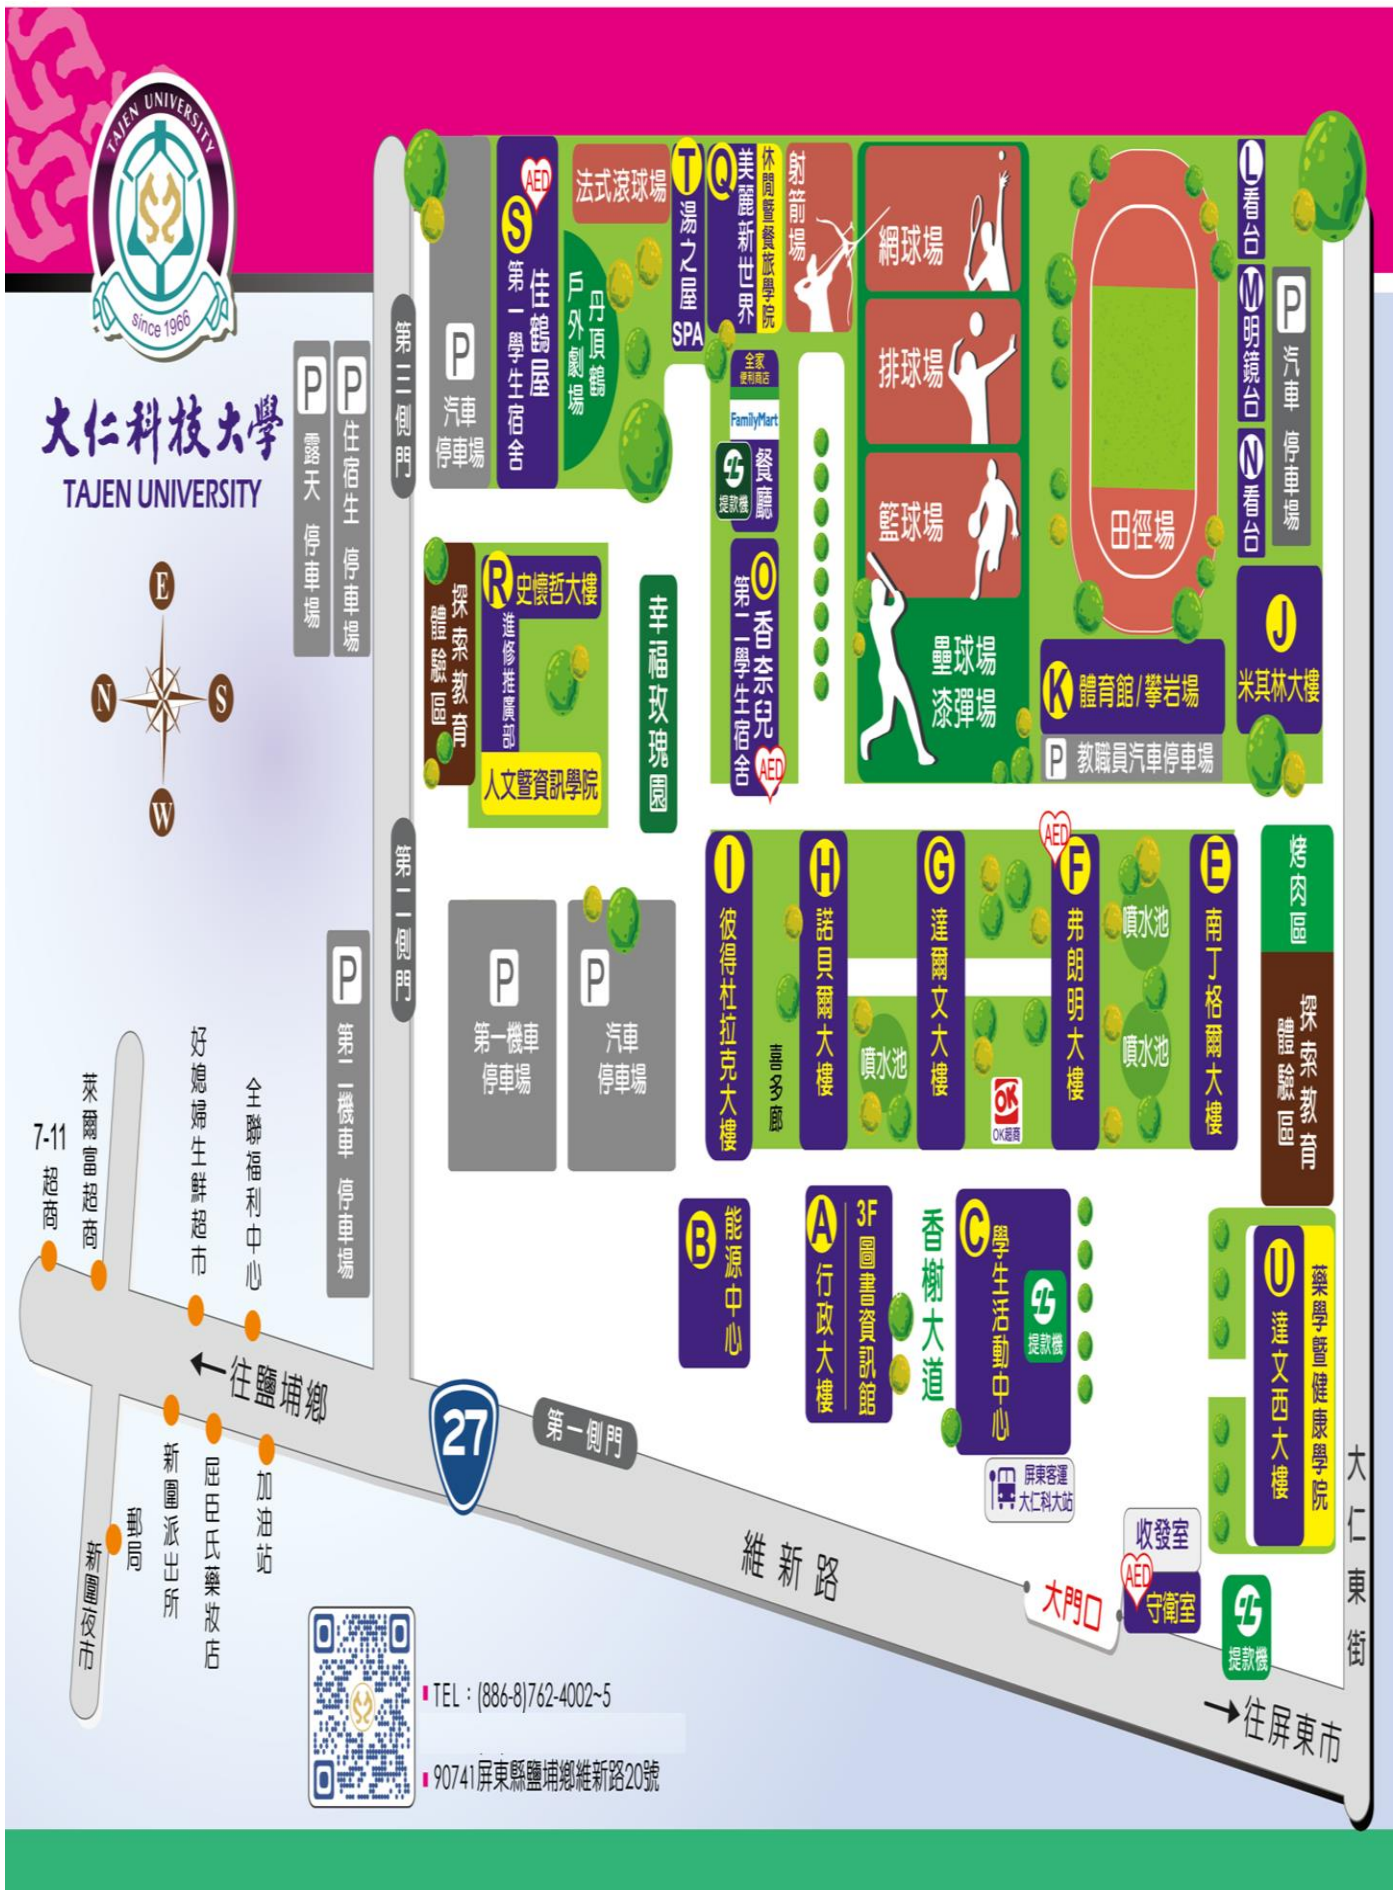 TAJEN UNIVERSITY
since 1966
大仁科技大學
TAJEN UNIVERSITY
E
N
S
W
P
露天 停車場
P
住宿生 停車場
第三側門
P
汽車
停車場
AED
S
佳鶴屋
第一學生宿舍
法式滾球場
丹頂鶴
戶外劇場
T
湯之屋
SPA
Q
美麗新世界
休閒暨餐旅學院
射箭場
網球場
排球場
籃球場
壘球場
漆彈場
田徑場
L
看台
M
明鏡台
N
看台
P
汽車 停車場
全家
便利商店
FamilyMart
提款機
餐廳
O
香奈兒
第二學生宿舍
AED
探索教育
體驗區
R
史懷哲大樓
進修推廣部
人文暨資訊學院
幸福玫瑰園
K
體育館/攀岩場
P
教職員汽車停車場
J
米其林大樓
第二側門
P
第二機車 停車場
P
第一機車
停車場
P
汽車
停車場
I
彼得杜拉克大樓
喜多廊
H
諾貝爾大樓
噴水池
G
達爾文大樓
OK
OK超商
AED
F
弗朗明大樓
噴水池
噴水池
E
南丁格爾大樓
烤肉區
探索教育
體驗區
B
能源中心
A
行政大樓
3F
圖書資訊館
香榭大道
C
學生活動中心
提款機
U
達文西大樓
藥學暨健康學院
屏東客運
大仁科大站
收發室
AED
守衛室
提款機
大門口
大仁東街
7-11
超商
萊爾富超商
好媳婦生鮮超市
全聯福利中心
←往鹽埔鄉
27
第一側門
維新路
→往屏東市
新圍夜市
郵局
新圍派出所
屈臣氏藥妝店
加油站
TEL：(886-8)762-4002~5
90741屏東縣鹽埔鄉維新路20號